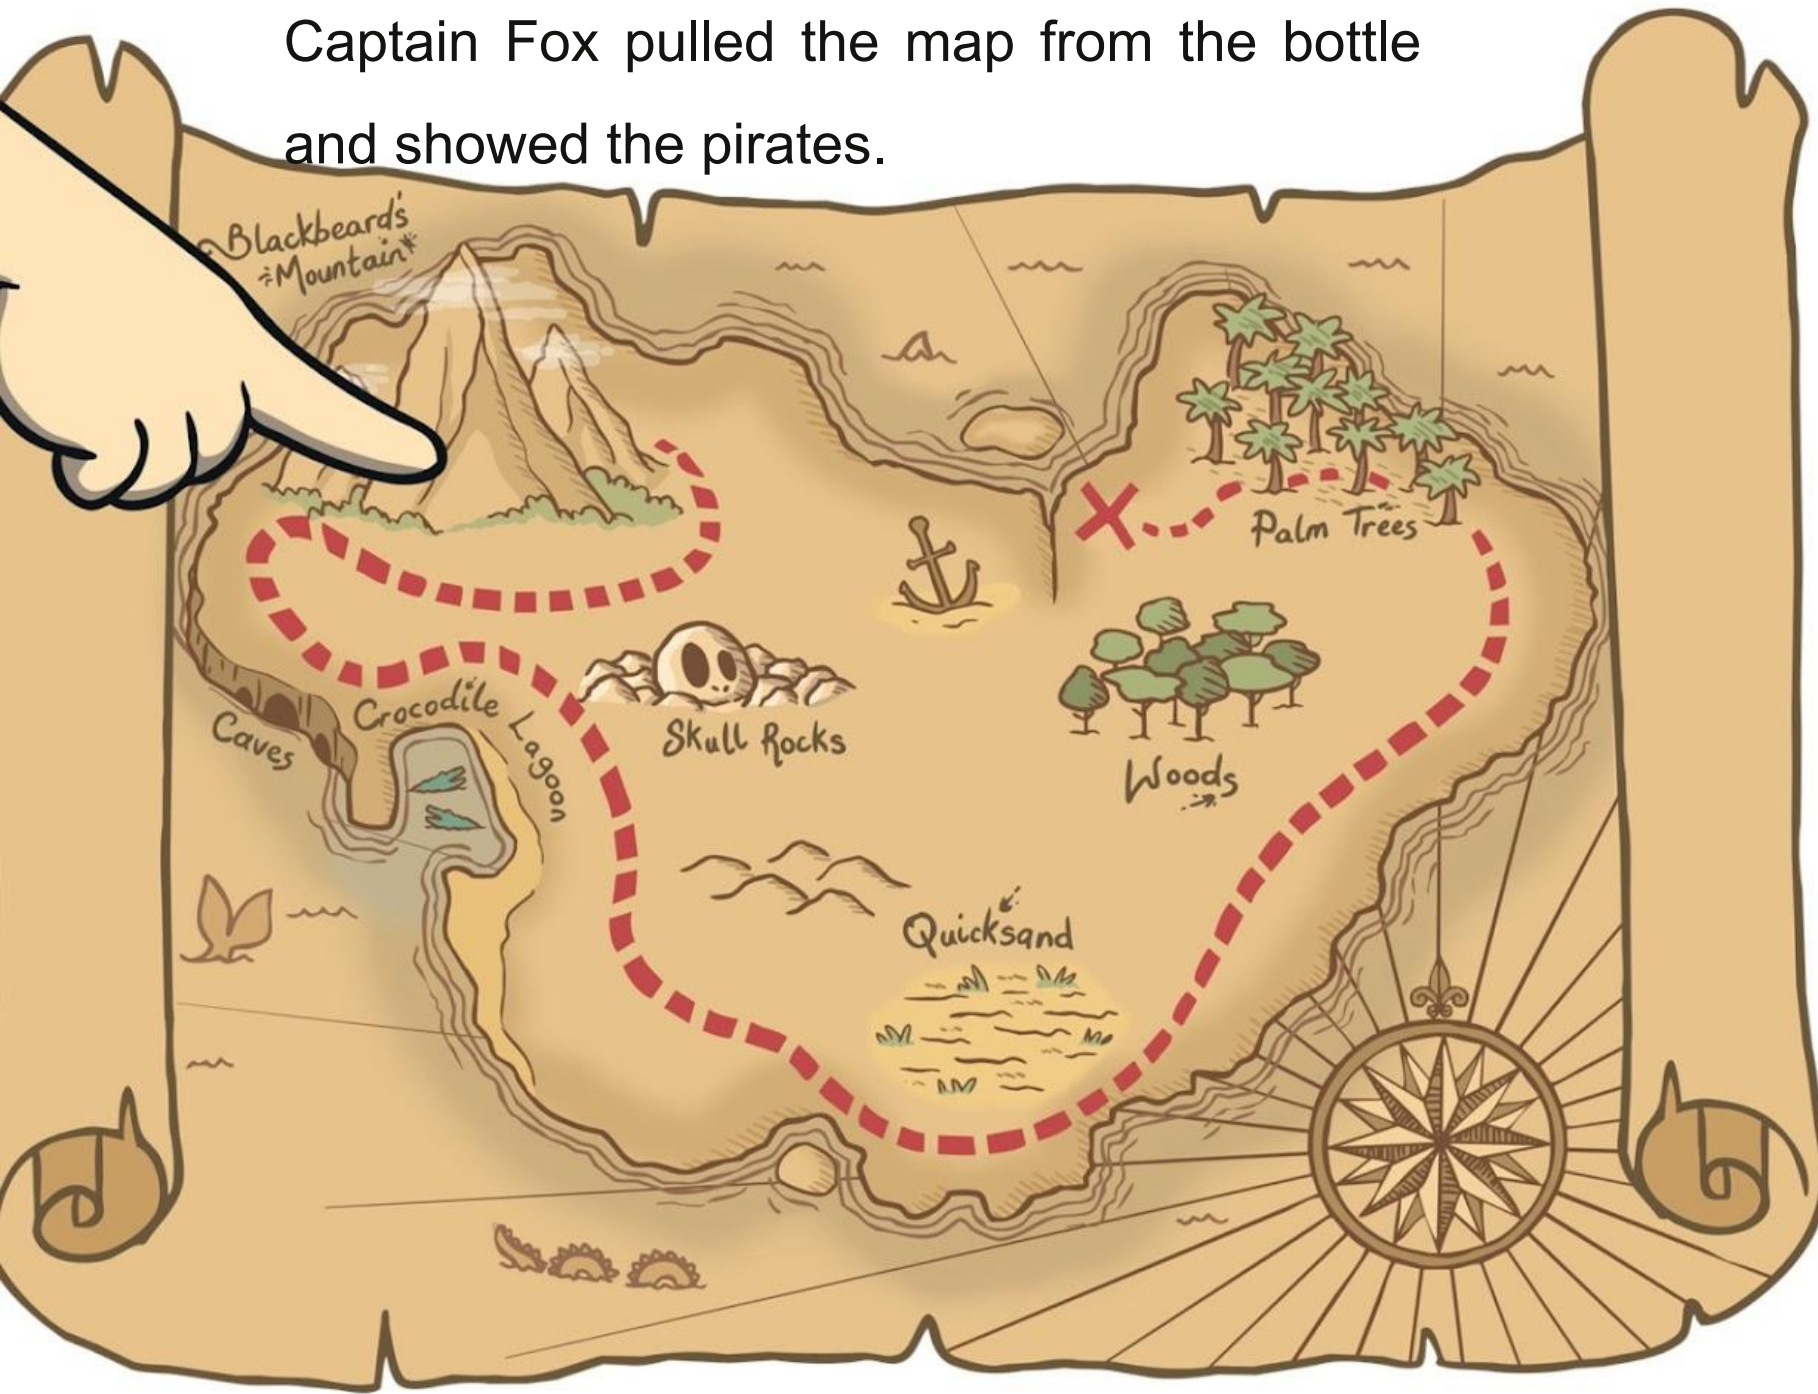 Captain Fox pulled the map from the bottle
and showed the pirates.
Blackbeard's
Mountain
Palm Trees
Crocodile Lagoon
Caves
Skull Rocks
Woods
Quicksand